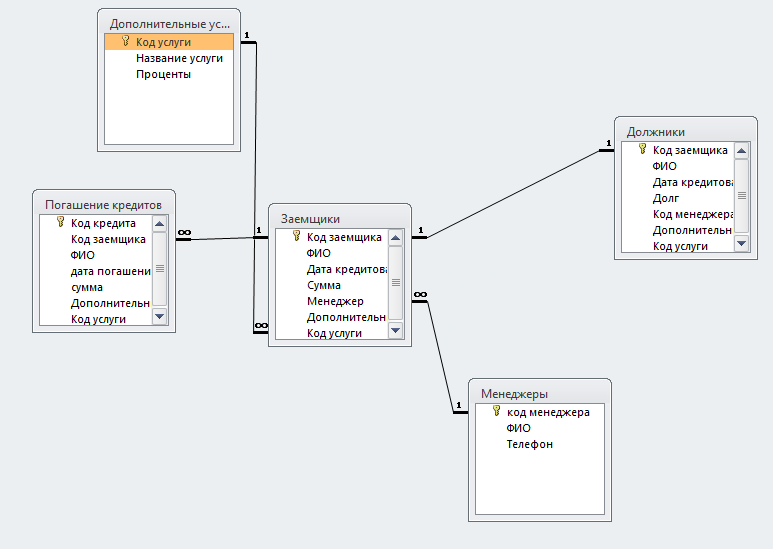 Дополнительные ус...
Код услуги
Название услуги
Проценты
1
Должники
Код заемщика
ФИО
Дата кредитова
Долг
Код менеджера
Дополнительн
Код услуги
1
Погашение кредитов
Код кредита
Код заемщика
ФИО
дата погашени
сумма
Дополнительн
Код услуги
∞
1
Заемщики
Код заемщика
ФИО
Дата кредитова
Сумма
Менеджер
Дополнительн
Код услуги
∞
1
∞
Менеджеры
код менеджера
ФИО
Телефон
1